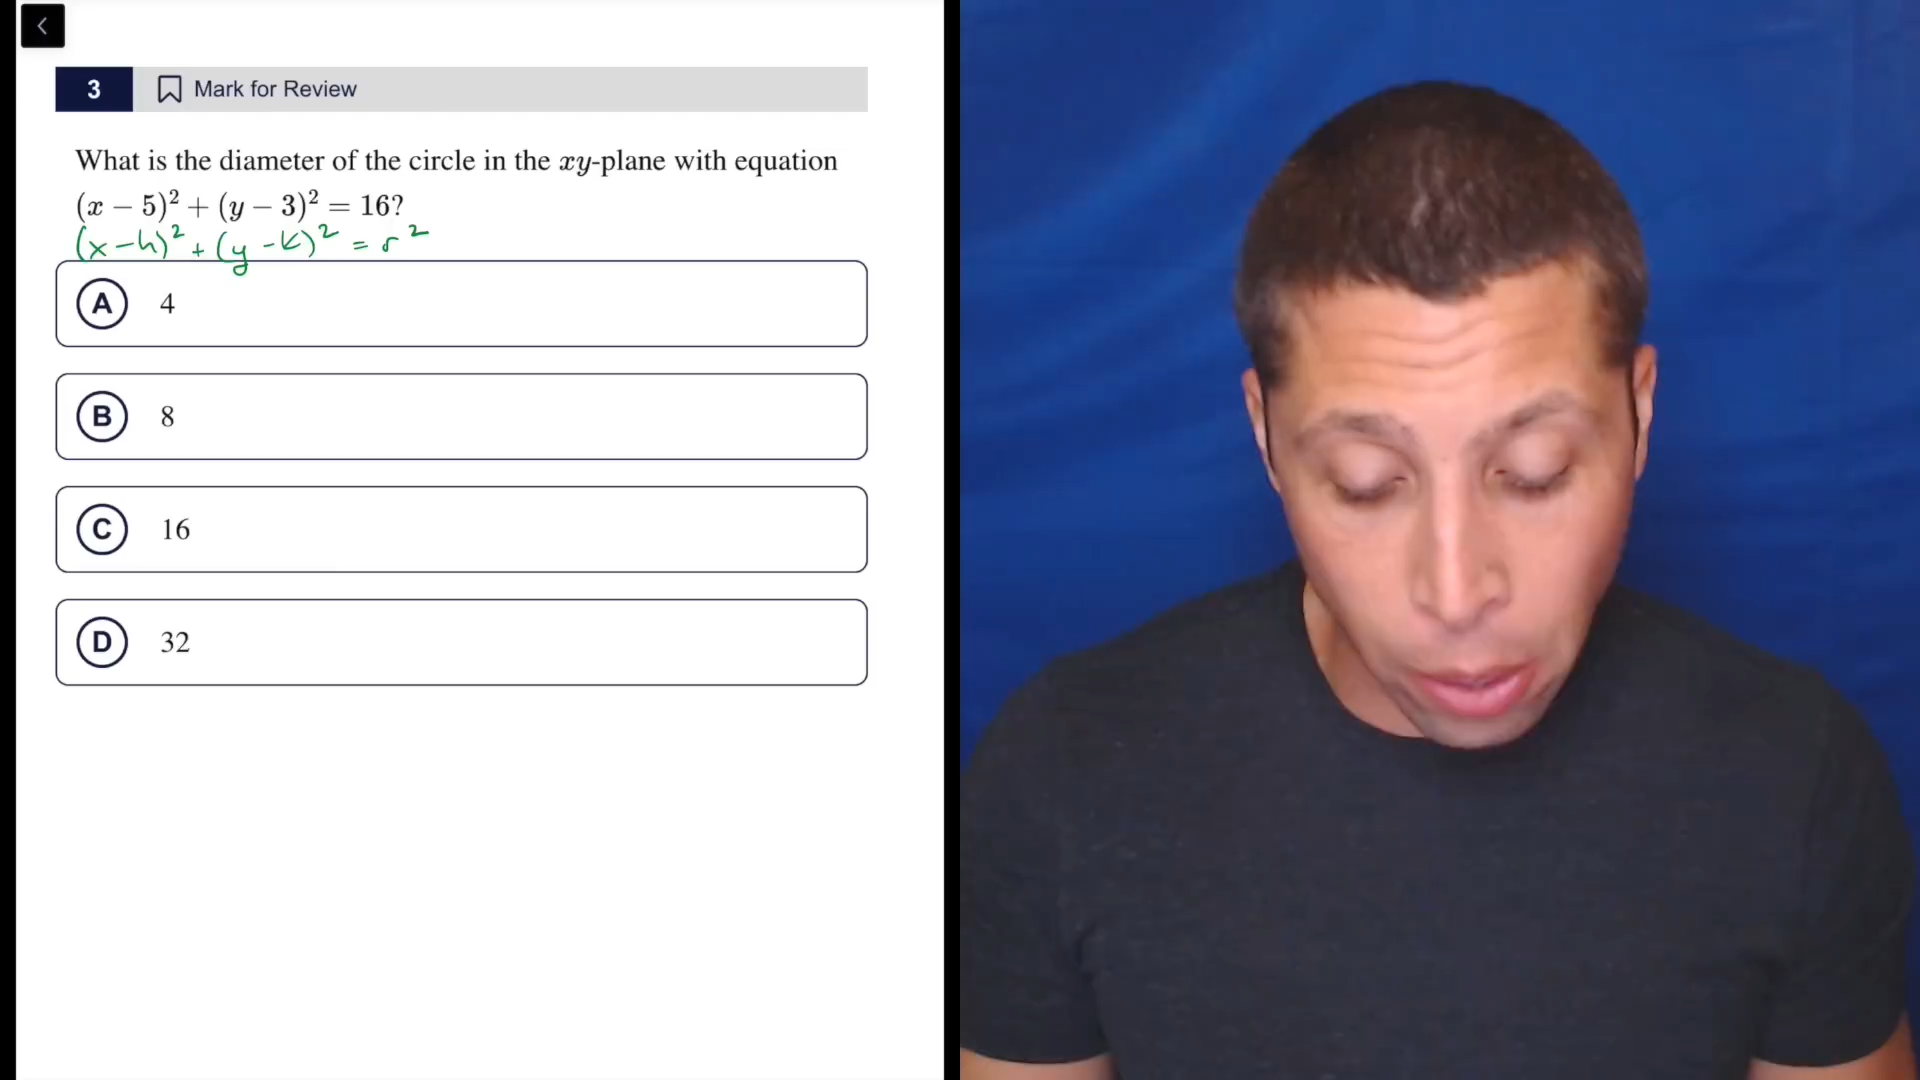 3 Mark for Review
What is the diameter of the circle in the xy-plane with equation
(x − 5)² + (y − 3)² = 16?
(x − h)² + (y − k)² = r²
A 4
B 8
C 16
D 32